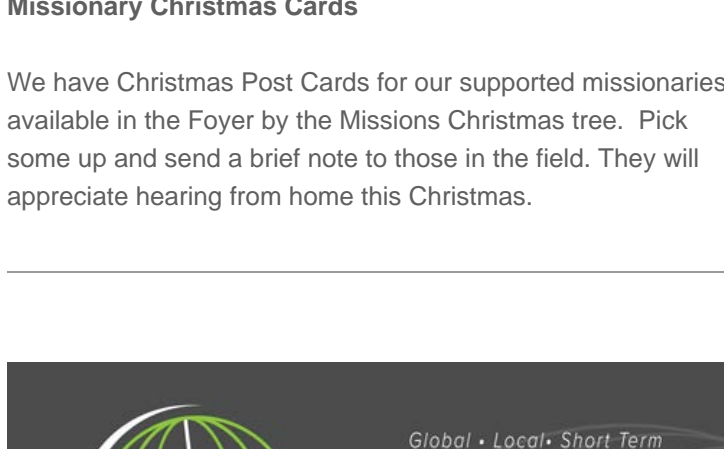 Missionary Christmas Cards
We have Christmas Post Cards for our supported missionaries
available in the Foyer by the Missions Christmas tree.  Pick
some up and send a brief note to those in the field. They will
appreciate hearing from home this Christmas.
Global • Local• Short Term